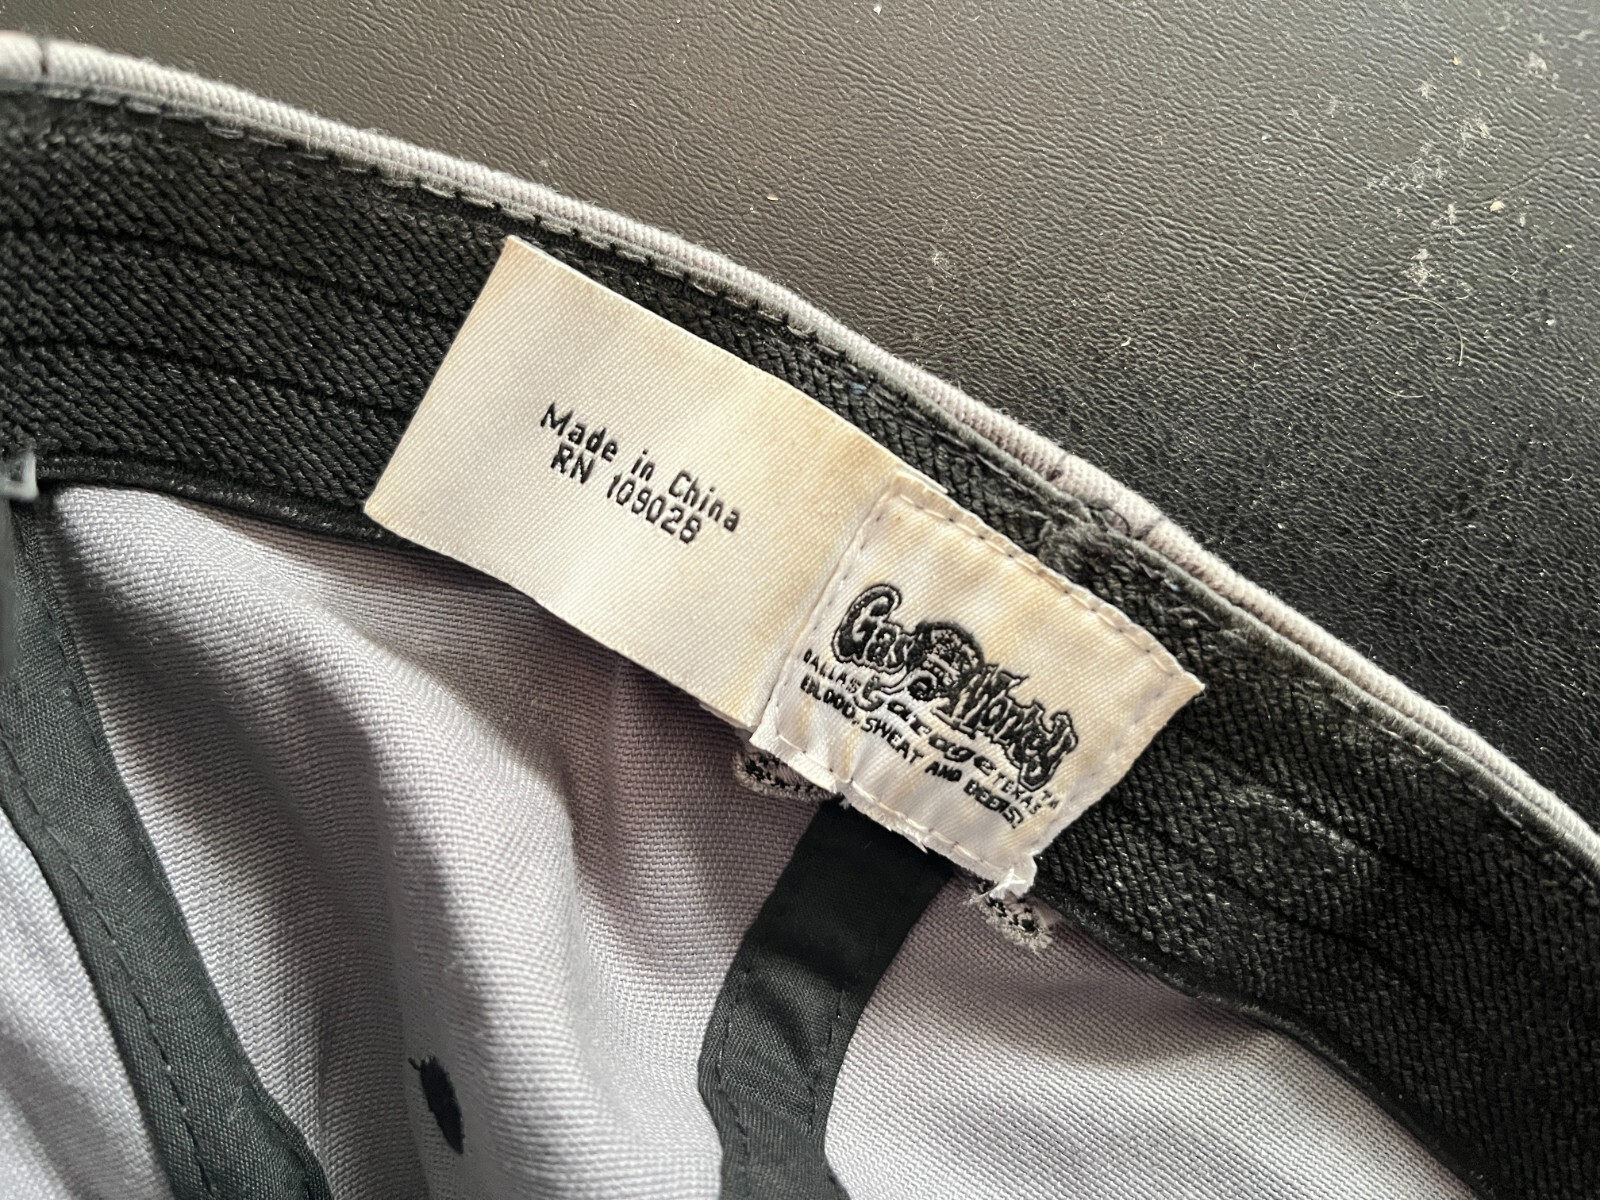 Made in China
RN 109028
Gas Monkey
DALLAS Garage TEXAS
BLOOD, SWEAT AND BEERS!